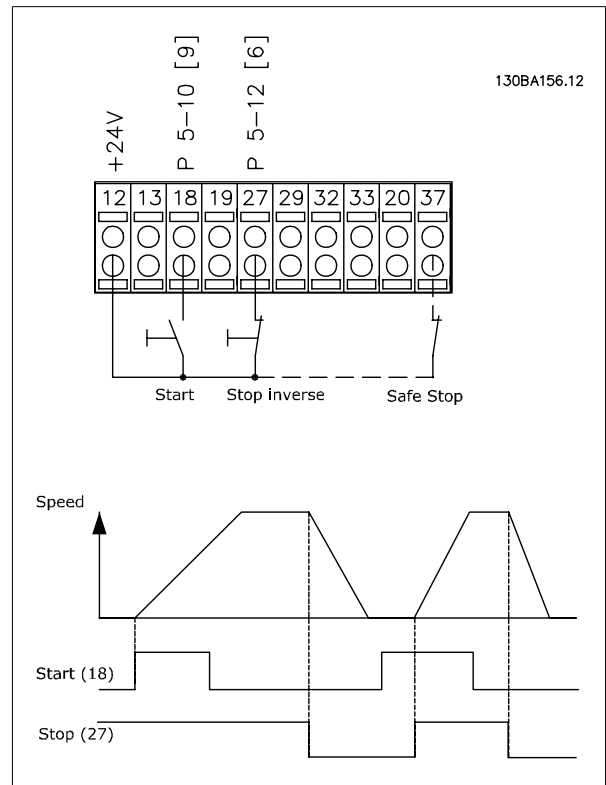 130BA156.12
+24V
P 5-10 [9]
P 5-12 [6]
12 13 18 19 27 29 32 33 20 37
Start Stop inverse Safe Stop
Speed
Start (18)
Stop (27)